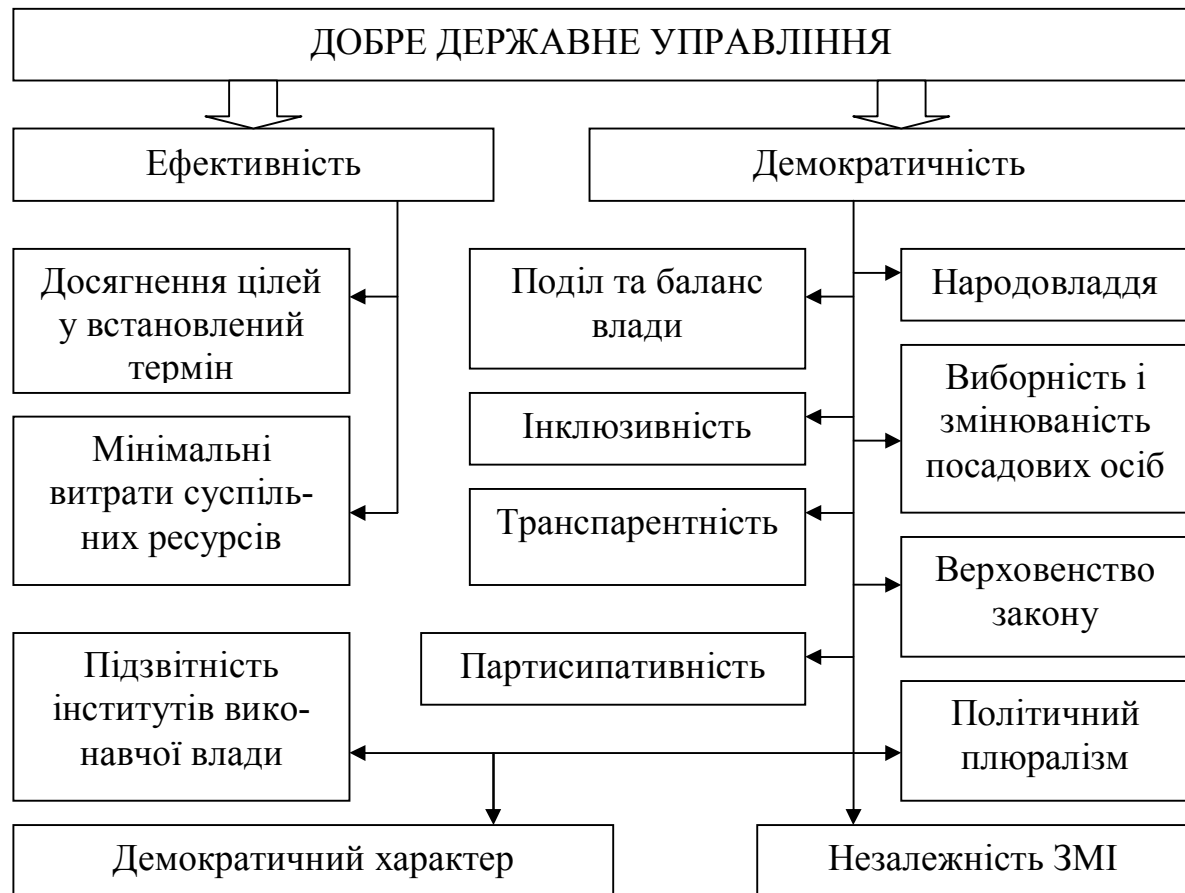 ДОБРЕ ДЕРЖАВНЕ УПРАВЛІННЯ
Ефективність
Демократичність
Досягнення цілей
у встановлений
термін
Поділ та баланс
влади
Народовладдя
Виборність і
змінюваність
посадових осіб
Інклюзивність
Мінімальні
витрати суспіль-
них ресурсів
Транспарентність
Верховенство
закону
Підзвітність
інститутів вико-
навчої влади
Партисипативність
Політичний
плюралізм
Демократичний характер
Незалежність ЗМІ